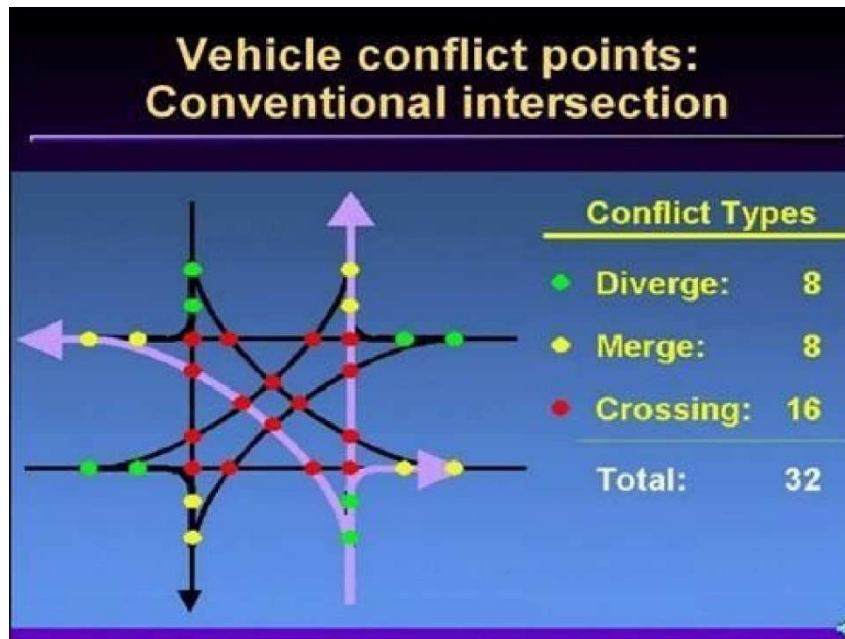 Vehicle conflict points:
Conventional intersection
Conflict Types
Diverge: 8
Merge: 8
Crossing: 16
Total: 32